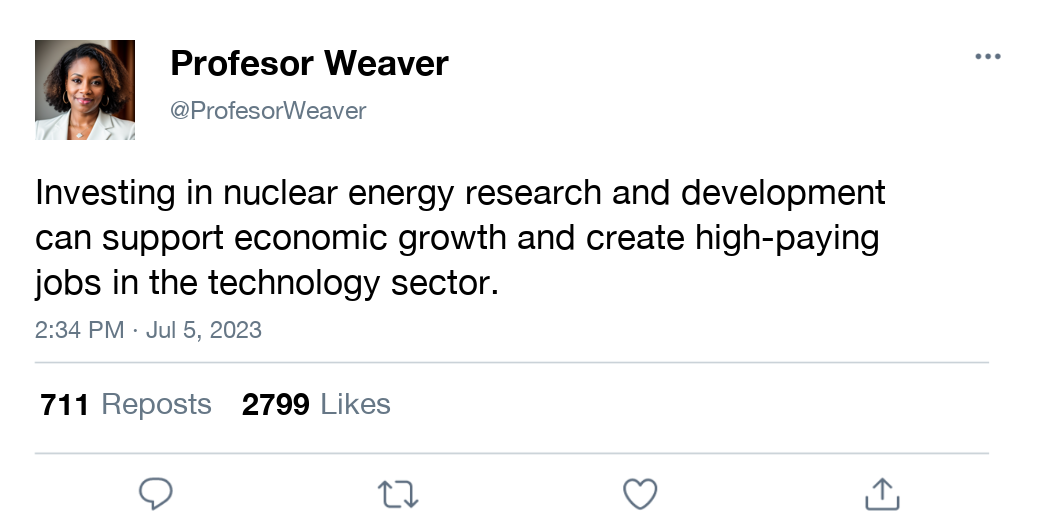 Profesor Weaver
@ProfesorWeaver
Investing in nuclear energy research and development
can support economic growth and create high-paying
jobs in the technology sector.
2:34 PM · Jul 5, 2023
711 Reposts 2799 Likes